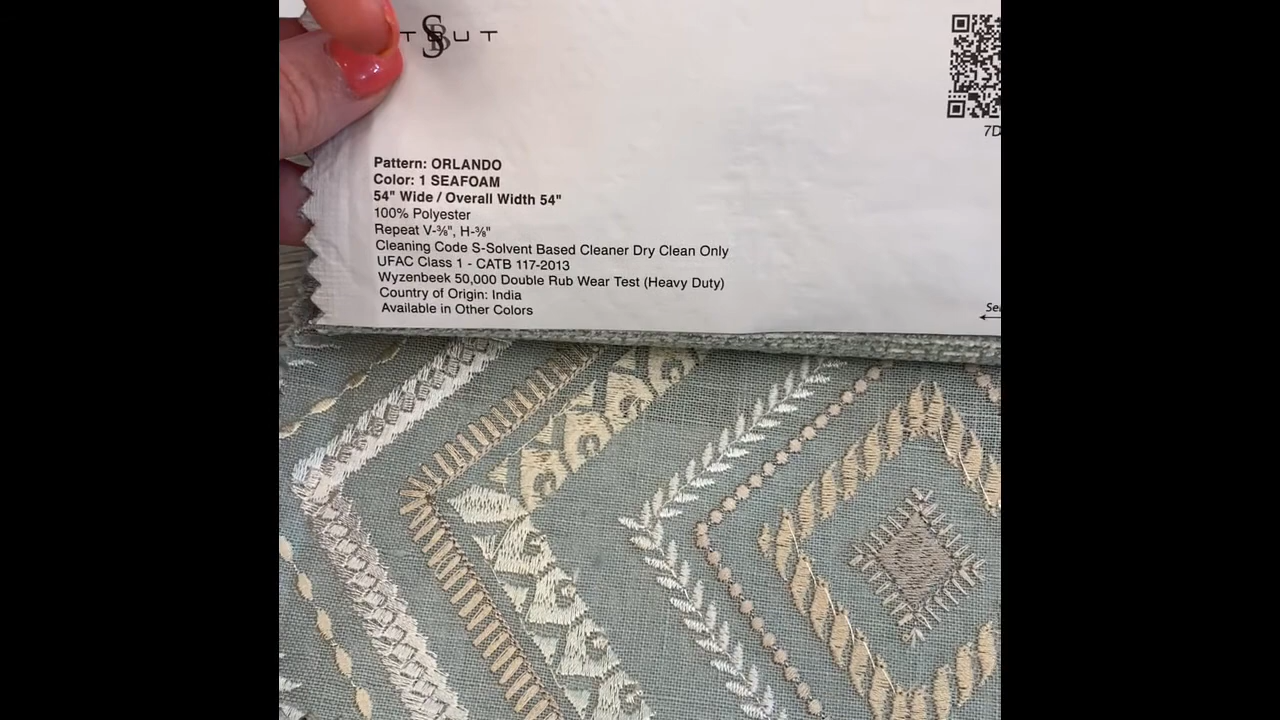 STBUT
7D
Pattern: ORLANDO
Color: 1 SEAFOAM
54" Wide / Overall Width 54"
100% Polyester
Repeat V-⅜", H-⅜"
Cleaning Code S-Solvent Based Cleaner Dry Clean Only
UFAC Class 1 - CATB 117-2013
Wyzenbeek 50,000 Double Rub Wear Test (Heavy Duty)
Country of Origin: India
Available in Other Colors